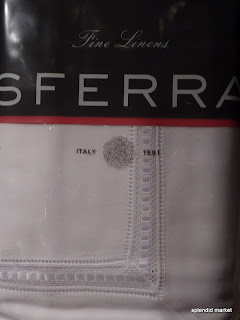 Fine Linens
SFERRA
ITALY 1891
splendid market